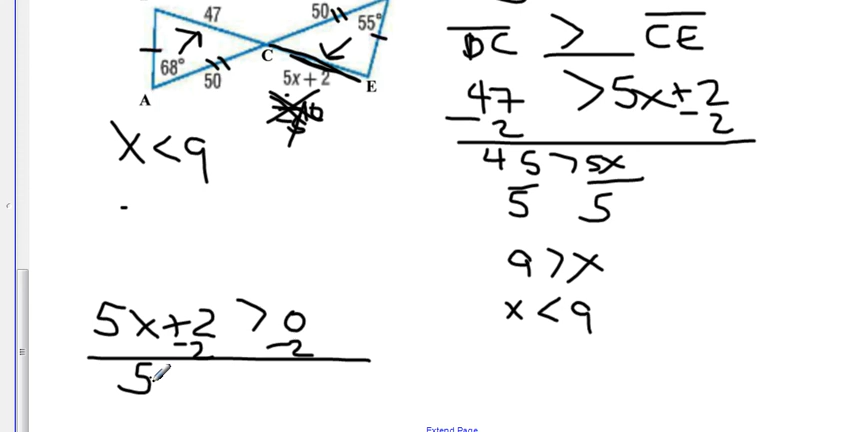 47
50
55°
68°
C
50
5x+2
A
E
DC > CE
47 > 5x+2
-2 -2
45 > 5x
5 5
9 > x
x < 9
x < 9
5x+2 > 0
-2 -2
5
Extend Page